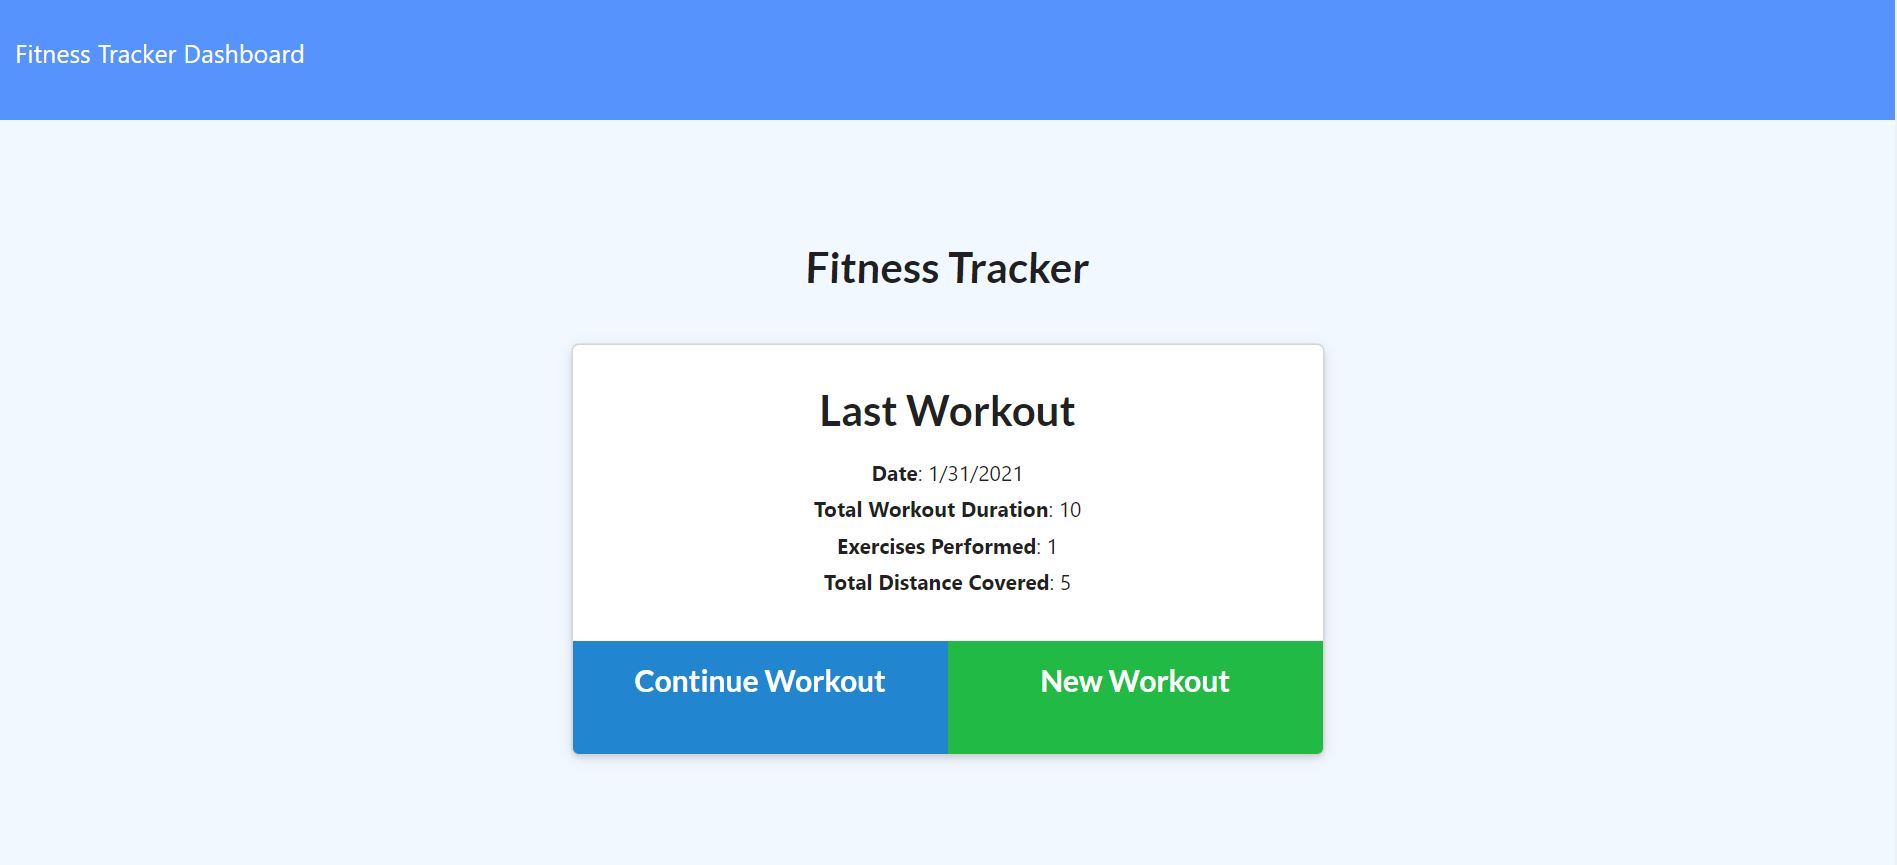 Fitness Tracker Dashboard
Fitness Tracker
Last Workout
Date: 1/31/2021
Total Workout Duration: 10
Exercises Performed: 1
Total Distance Covered: 5
Continue Workout
New Workout